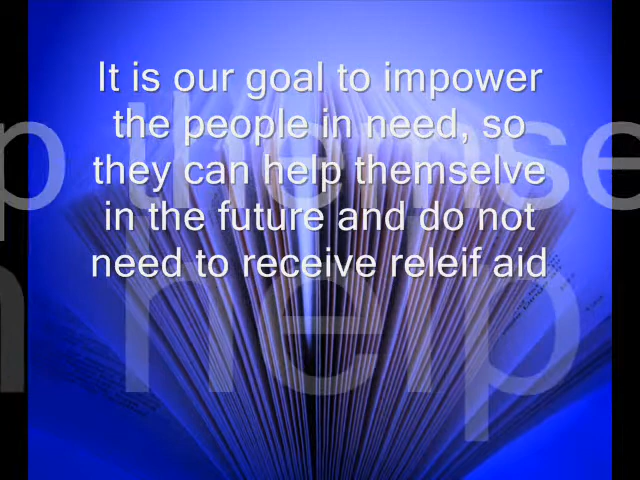 It is our goal to impower
the people in need, so
they can help themselve
in the future and do not
need to receive releif aid
help